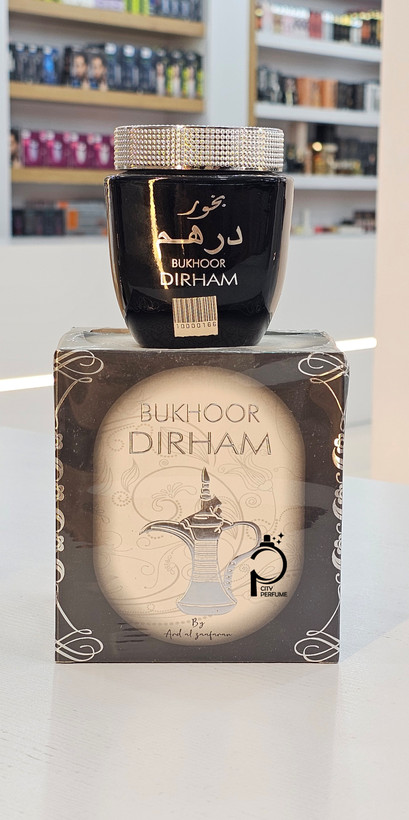 بخور
درهم
BUKHOOR
DIRHAM
10000166
BUKHOOR
DIRHAM
CITY
PERFUME
By
Ard al zaafaran